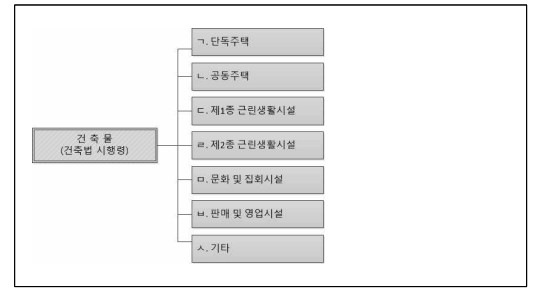 ㄱ. 단독주택
ㄴ. 공동주택
ㄷ. 제1종 근린생활시설
건 축 물
(건축법 시행령)
ㄹ. 제2종 근린생활시설
ㅁ. 문화 및 집회시설
ㅂ. 판매 및 영업시설
ㅅ. 기타